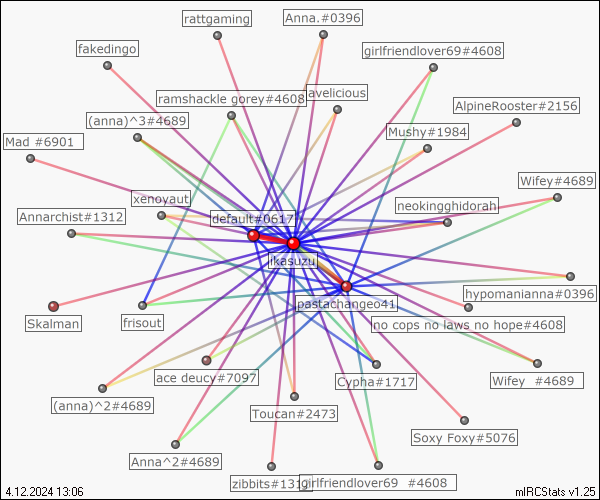 rattgaming
Anna.#0396
fakedingo
girlfriendlover69#4608
ramshackle gorey#4608
avelicious
AlpineRooster#2156
(anna)^3#4689
Mushy#1984
Mad #6901
xenoyaut
Wifey#4689
neokingghidorah
Annarchist#1312
default#0617
ikasuzu
hypomanianna#0396
pastachangeo41
Skalman
frisout
no cops no laws no hope#4608
ace deucy#7097
Cypha#1717
Wifey #4689
(anna)^2#4689
Toucan#2473
Soxy Foxy#5076
Anna^2#4689
zibbits#131
girlfriendlover69 #4608
4.12.2024 13:06
mIRCStats v1.25